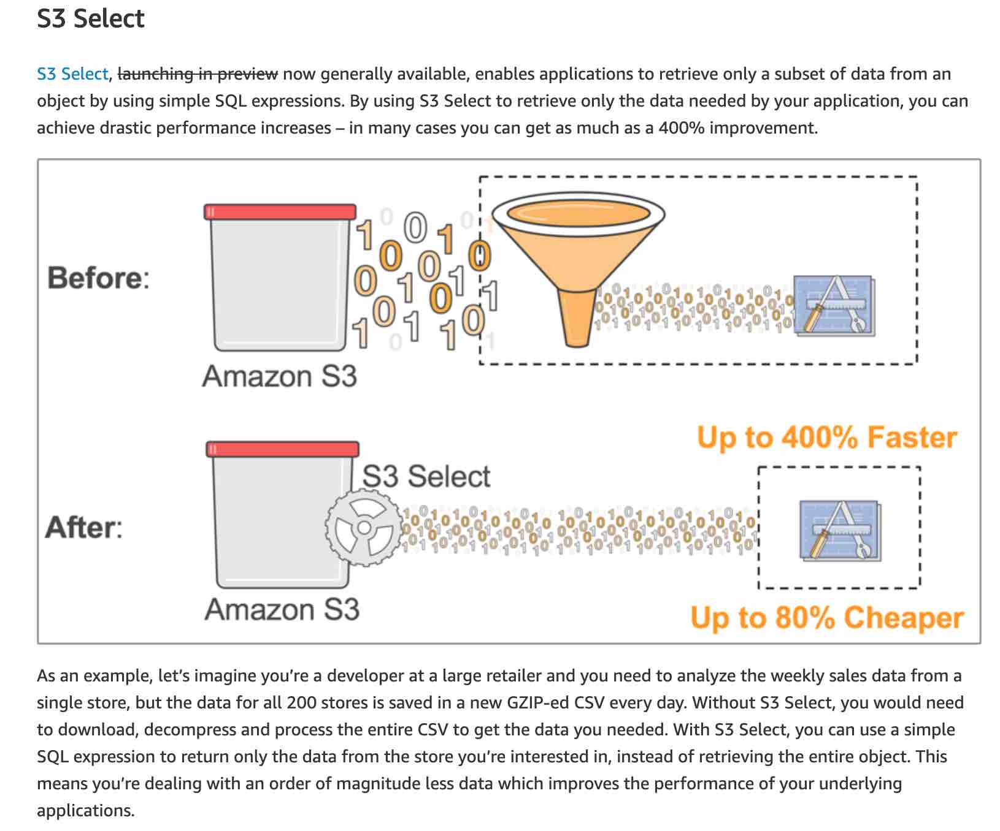 S3 Select
S3 Select, launching in preview now generally available, enables applications to retrieve only a subset of data from an
object by using simple SQL expressions. By using S3 Select to retrieve only the data needed by your application, you can
achieve drastic performance increases – in many cases you can get as much as a 400% improvement.
Before:
Amazon S3
Up to 400% Faster
S3 Select
After:
Amazon S3
Up to 80% Cheaper
As an example, let’s imagine you’re a developer at a large retailer and you need to analyze the weekly sales data from a
single store, but the data for all 200 stores is saved in a new GZIP-ed CSV every day. Without S3 Select, you would need
to download, decompress and process the entire CSV to get the data you needed. With S3 Select, you can use a simple
SQL expression to return only the data from the store you’re interested in, instead of retrieving the entire object. This
means you’re dealing with an order of magnitude less data which improves the performance of your underlying
applications.